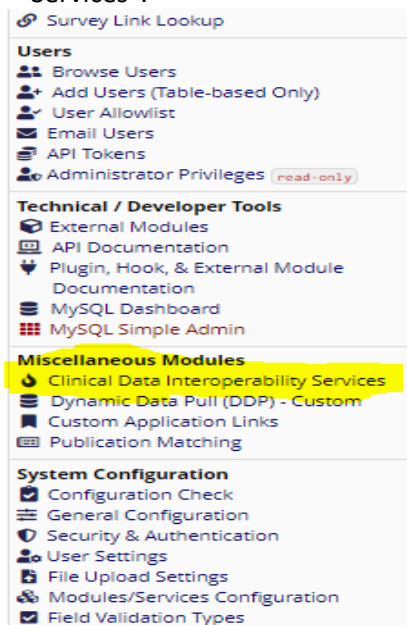 Services".
Survey Link Lookup
Users
Browse Users
Add Users (Table-based Only)
User Allowlist
Email Users
API Tokens
Administrator Privileges read-only
Technical / Developer Tools
External Modules
API Documentation
Plugin, Hook, & External Module
Documentation
MySQL Dashboard
MySQL Simple Admin
Miscellaneous Modules
Clinical Data Interoperability Services
Dynamic Data Pull (DDP) - Custom
Custom Application Links
Publication Matching
System Configuration
Configuration Check
General Configuration
Security & Authentication
User Settings
File Upload Settings
Modules/Services Configuration
Field Validation Types